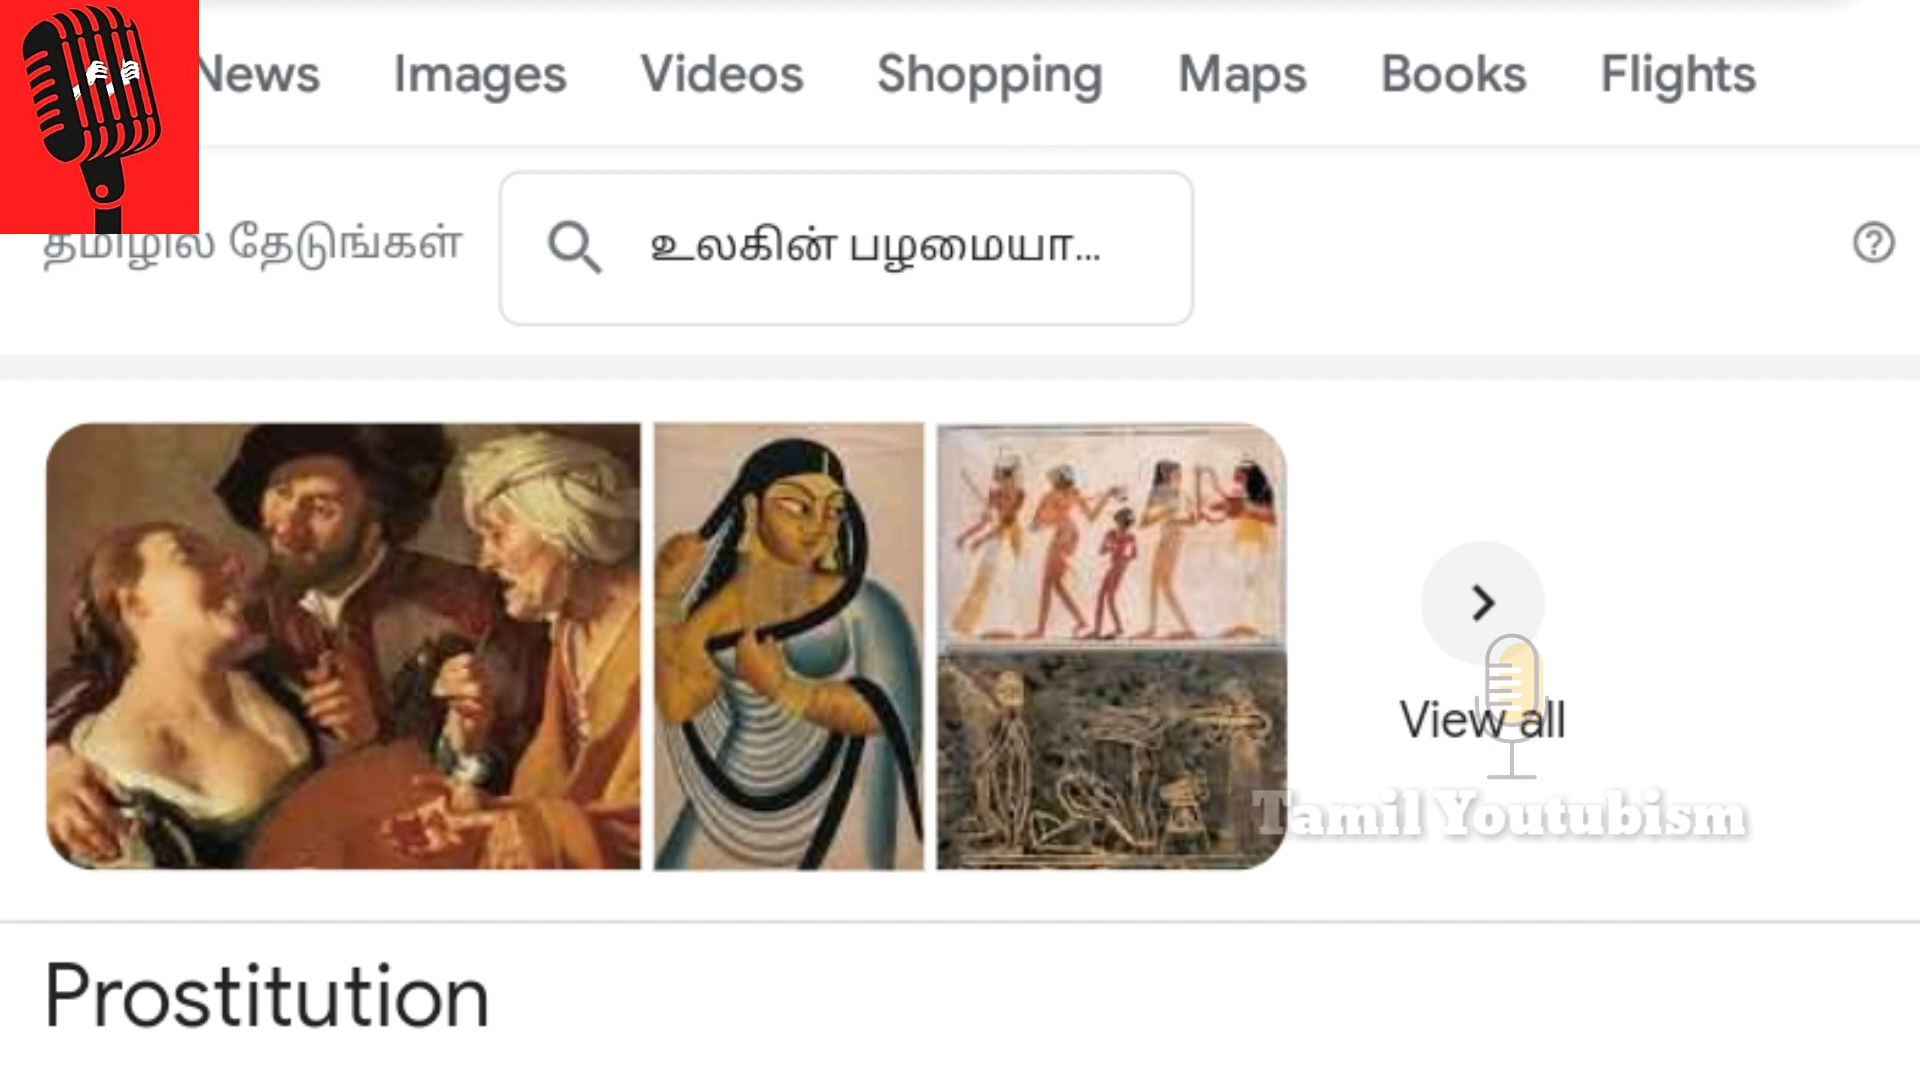 News Images Videos Shopping Maps Books Flights
தமிழில் தேடுங்கள் உலகின் பழமையா...
View all
Tamil Youtubism
Prostitution